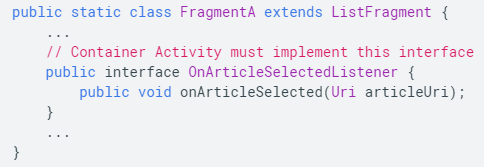 public static class FragmentA extends ListFragment {
    ...
    // Container Activity must implement this interface
    public interface OnArticleSelectedListener {
        public void onArticleSelected(Uri articleUri);
    }
    ...
}